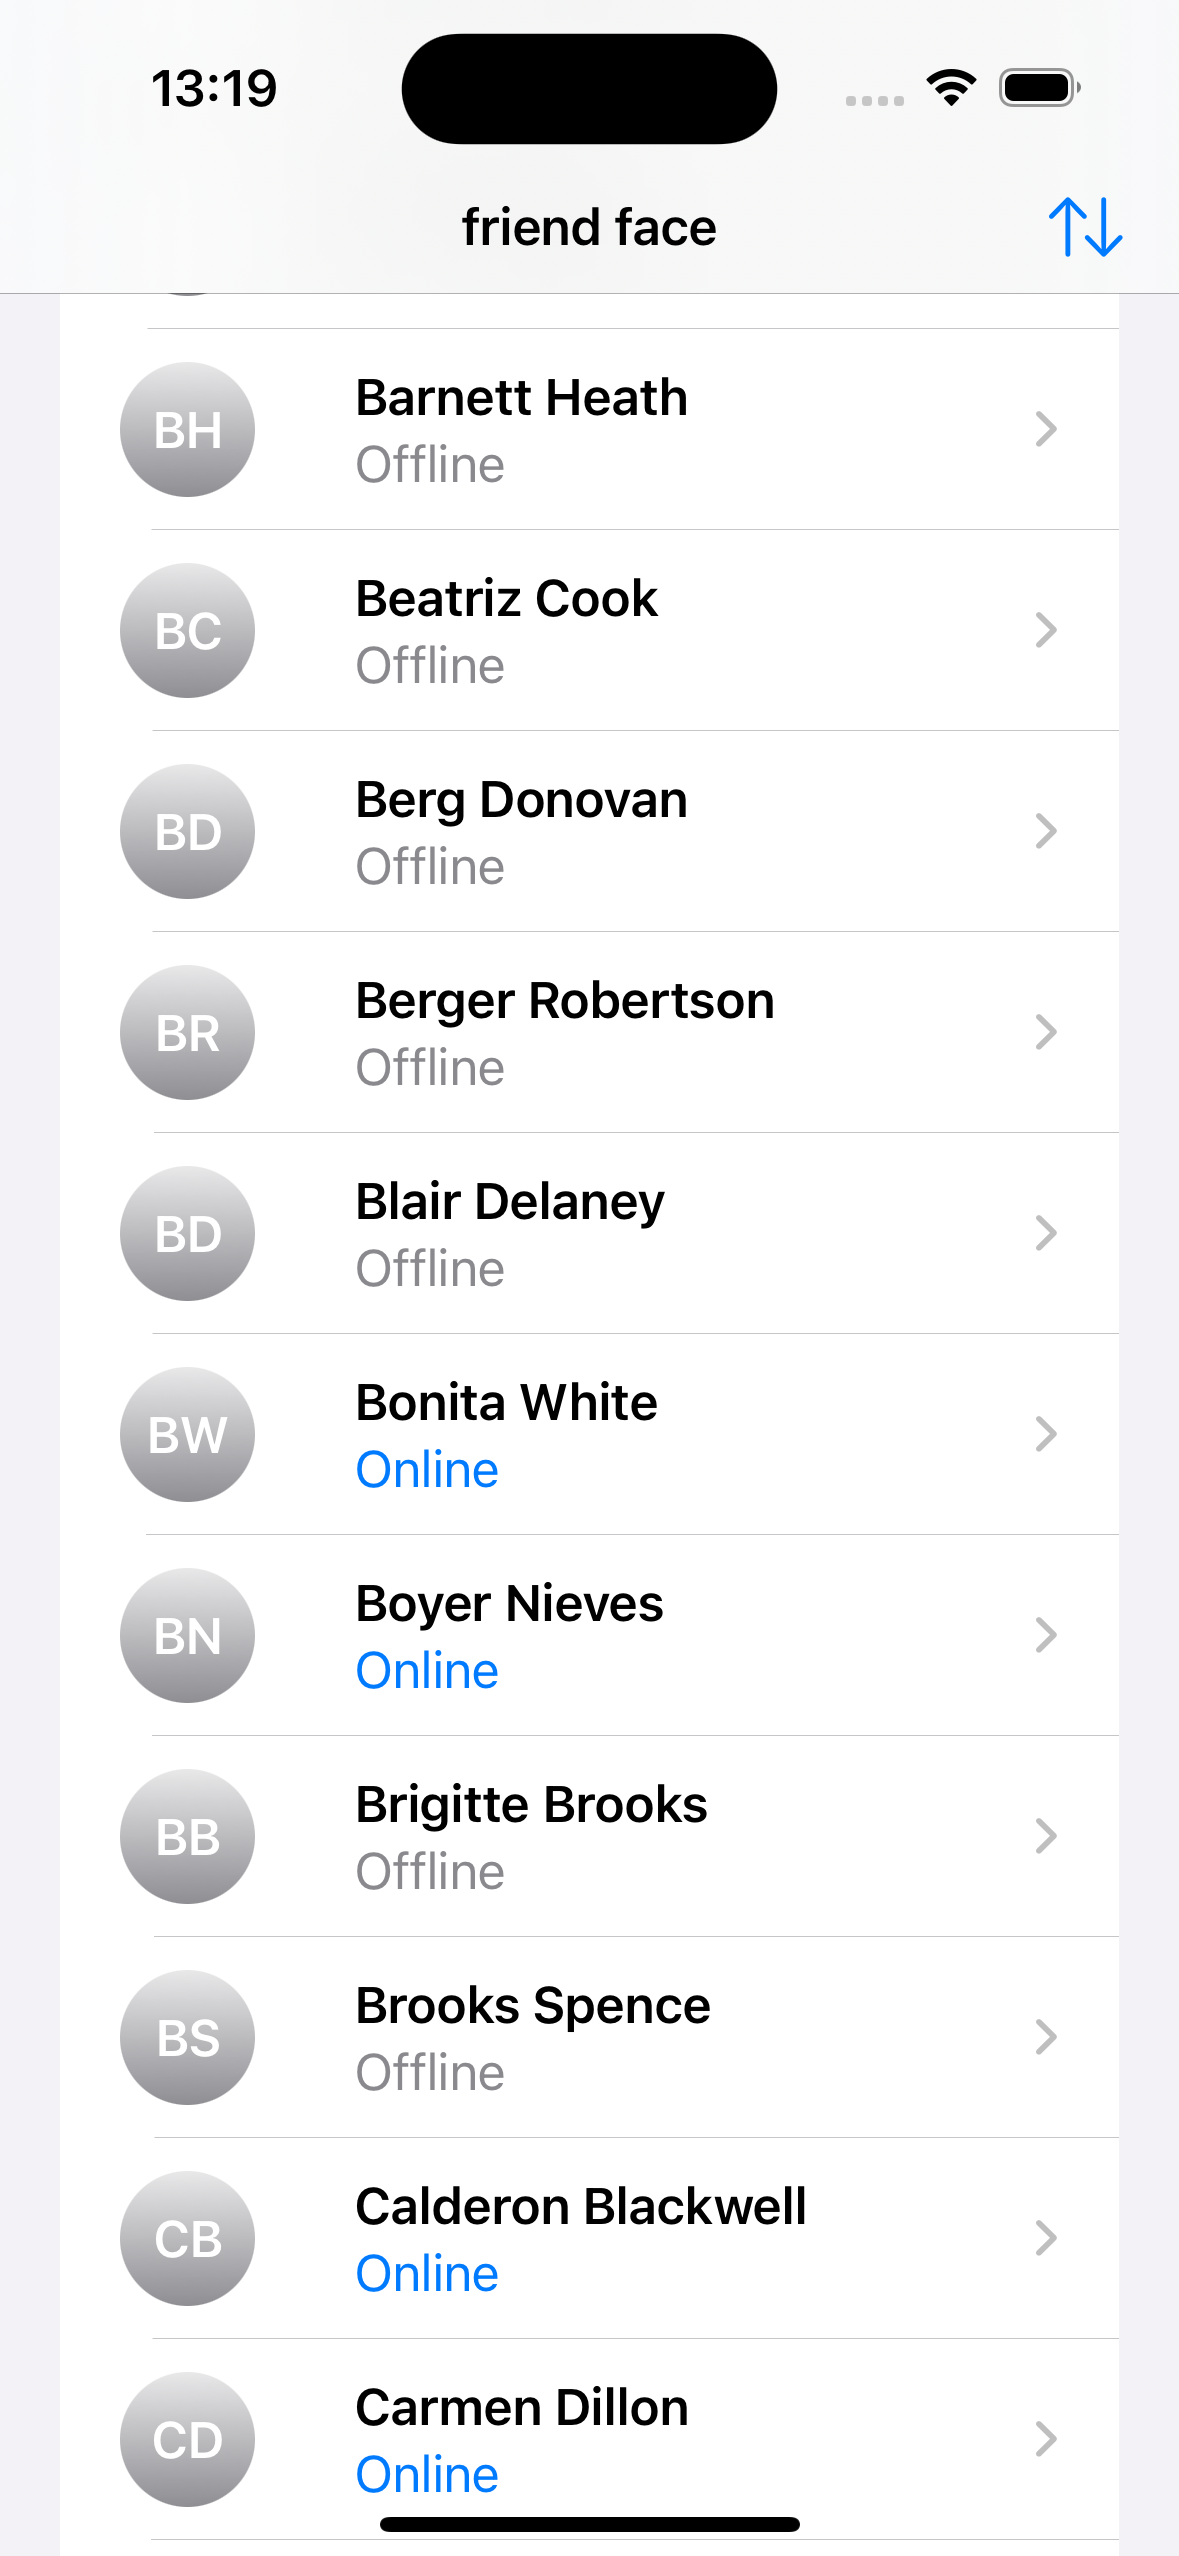 13:19
friend face
BH
Barnett Heath
Offline
BC
Beatriz Cook
Offline
BD
Berg Donovan
Offline
BR
Berger Robertson
Offline
BD
Blair Delaney
Offline
BW
Bonita White
Online
BN
Boyer Nieves
Online
BB
Brigitte Brooks
Offline
BS
Brooks Spence
Offline
CB
Calderon Blackwell
Online
CD
Carmen Dillon
Online